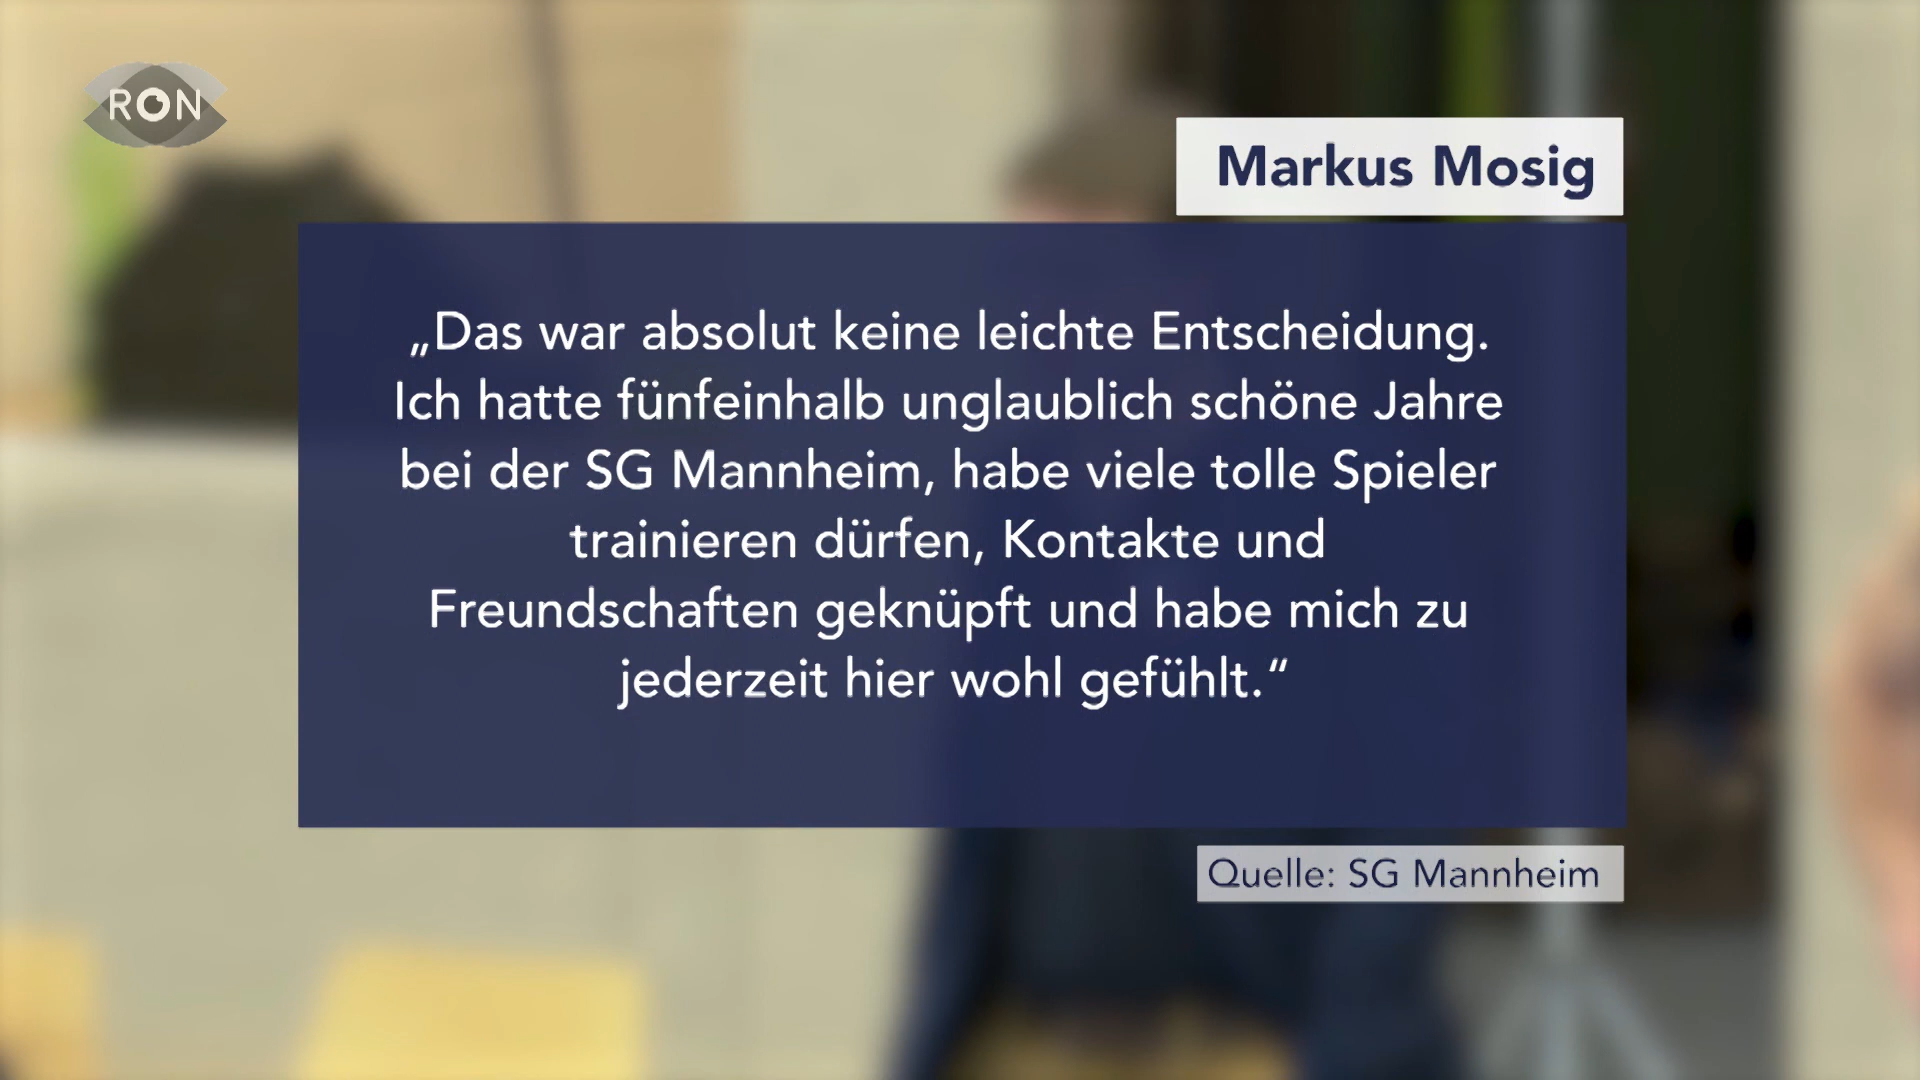 RON
Markus Mosig
„Das war absolut keine leichte Entscheidung.
Ich hatte fünfeinhalb unglaublich schöne Jahre
bei der SG Mannheim, habe viele tolle Spieler
trainieren dürfen, Kontakte und
Freundschaften geknüpft und habe mich zu
jederzeit hier wohl gefühlt.“
Quelle: SG Mannheim